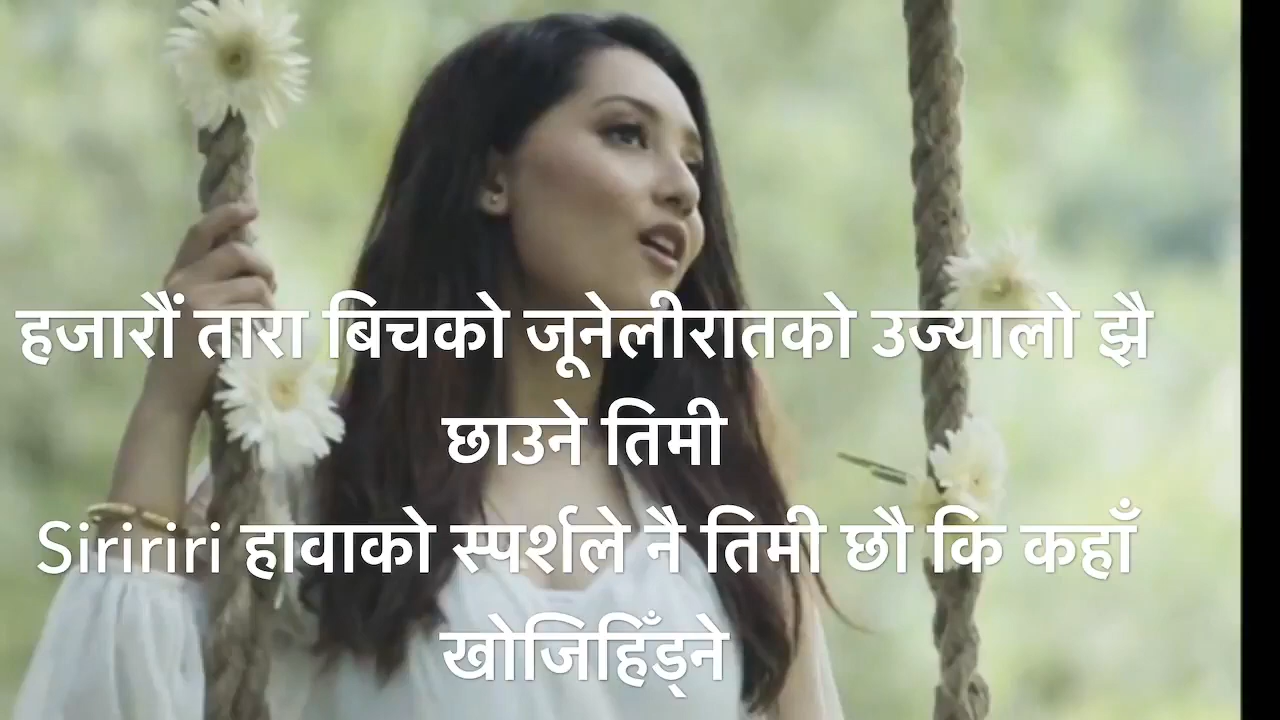 हजारौं तारा बिचको जूनेलीरातको उज्यालो झै
छाउने तिमी
Siririri हावाको स्पर्शले नै तिमी छौ कि कहाँ
खोजिहिँड्ने